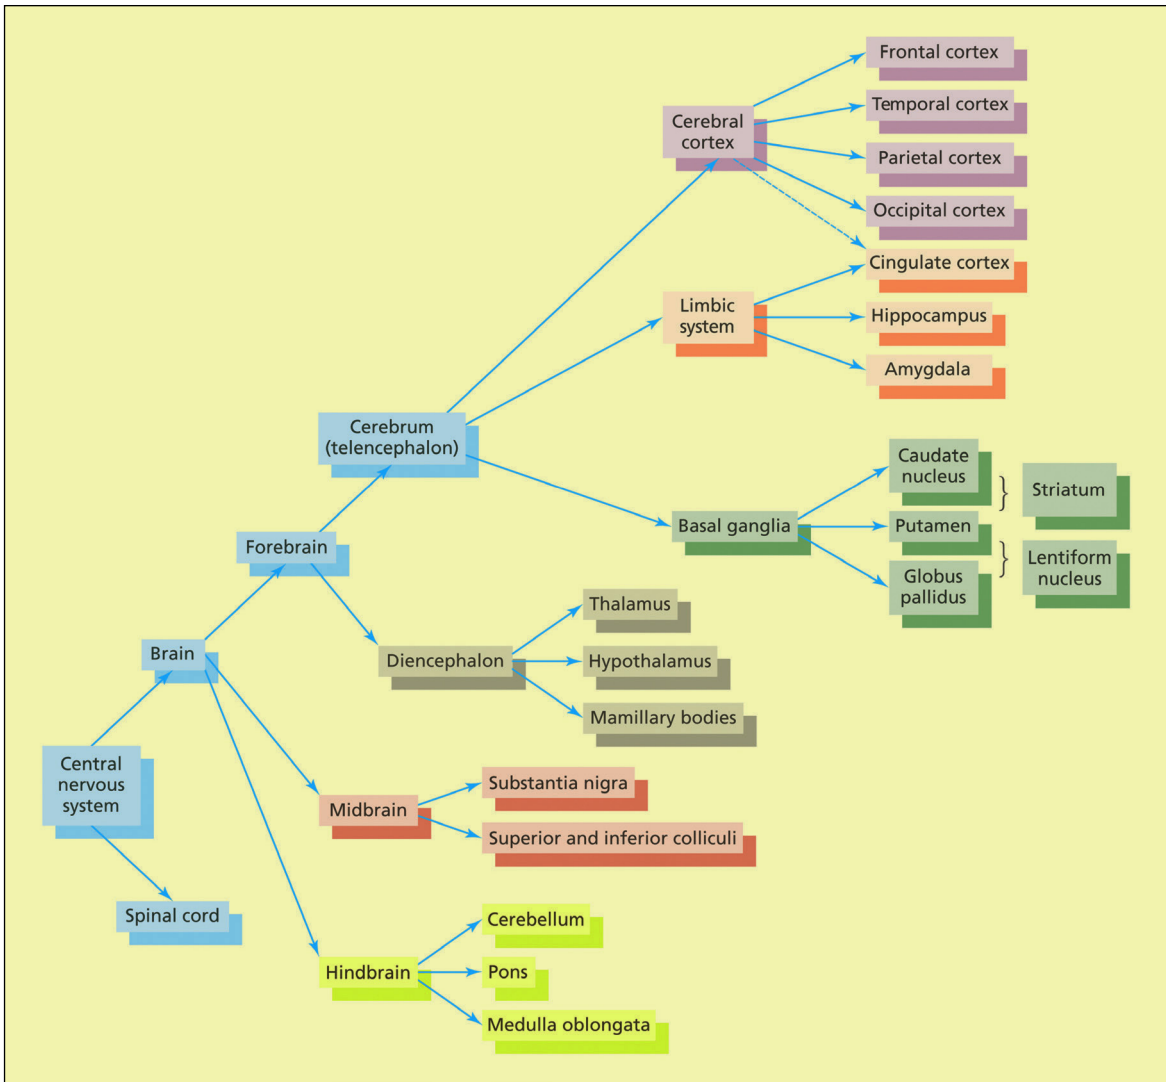 Frontal cortex
Temporal cortex
Cerebral
cortex
Parietal cortex
Occipital cortex
Cingulate cortex
Limbic
system
Hippocampus
Amygdala
Cerebrum
(telencephalon)
Caudate
nucleus
Striatum
Basal ganglia
Putamen
Lentiform
nucleus
Globus
pallidus
Forebrain
Thalamus
Brain
Diencephalon
Hypothalamus
Mamillary bodies
Central
nervous
system
Substantia nigra
Midbrain
Superior and inferior colliculi
Spinal cord
Cerebellum
Hindbrain
Pons
Medulla oblongata